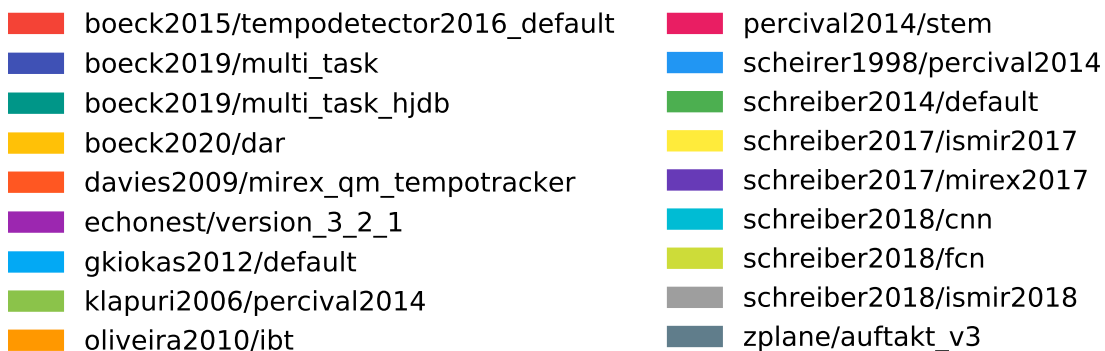 boeck2015/tempodetector2016_default
boeck2019/multi_task
boeck2019/multi_task_hjdb
boeck2020/dar
davies2009/mirex_qm_tempotracker
echonest/version_3_2_1
gkiokas2012/default
klapuri2006/percival2014
oliveira2010/ibt
percival2014/stem
scheirer1998/percival2014
schreiber2014/default
schreiber2017/ismir2017
schreiber2017/mirex2017
schreiber2018/cnn
schreiber2018/fcn
schreiber2018/ismir2018
zplane/auftakt_v3